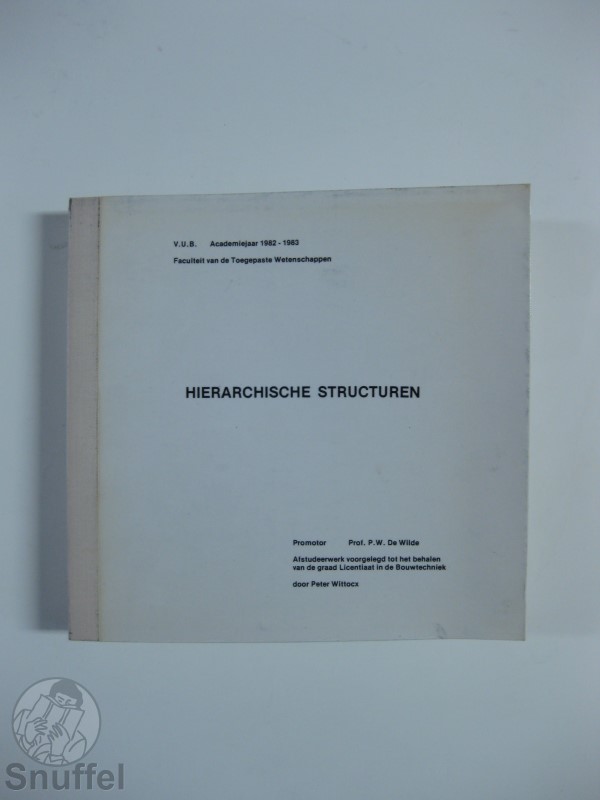 V.U.B. Academiejaar 1982 - 1983
Faculteit van de Toegepaste Wetenschappen
HIERARCHISCHE STRUCTUREN
Promotor Prof. P.W. De Wilde
Afstudeerwerk voorgelegd tot het behalen
van de graad Licentiaat in de Bouwtechniek
door Peter Wittocx
Snuffel